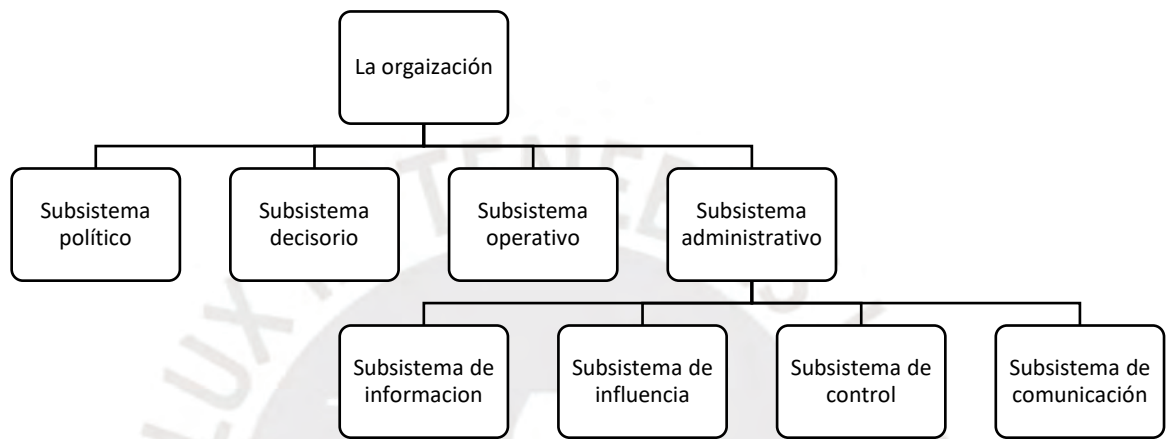 La orgaización
Subsistema
político
Subsistema
decisorio
Subsistema
operativo
Subsistema
administrativo
Subsistema de
informacion
Subsistema de
influencia
Subsistema de
control
Subsistema de
comunicación